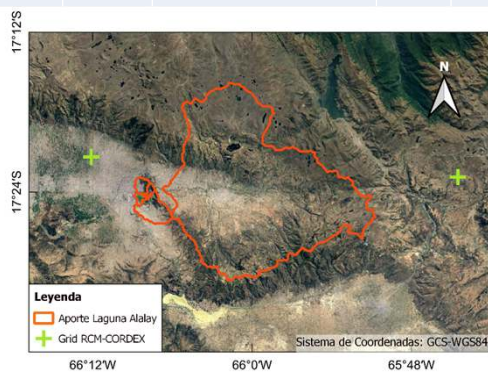 17°12'S
N
17°24'S
Leyenda
Aporte Laguna Alalay
Grid RCM-CORDEX
Sistema de Coordenadas: GCS-WGS84
66°12'W
66°0'W
65°48'W